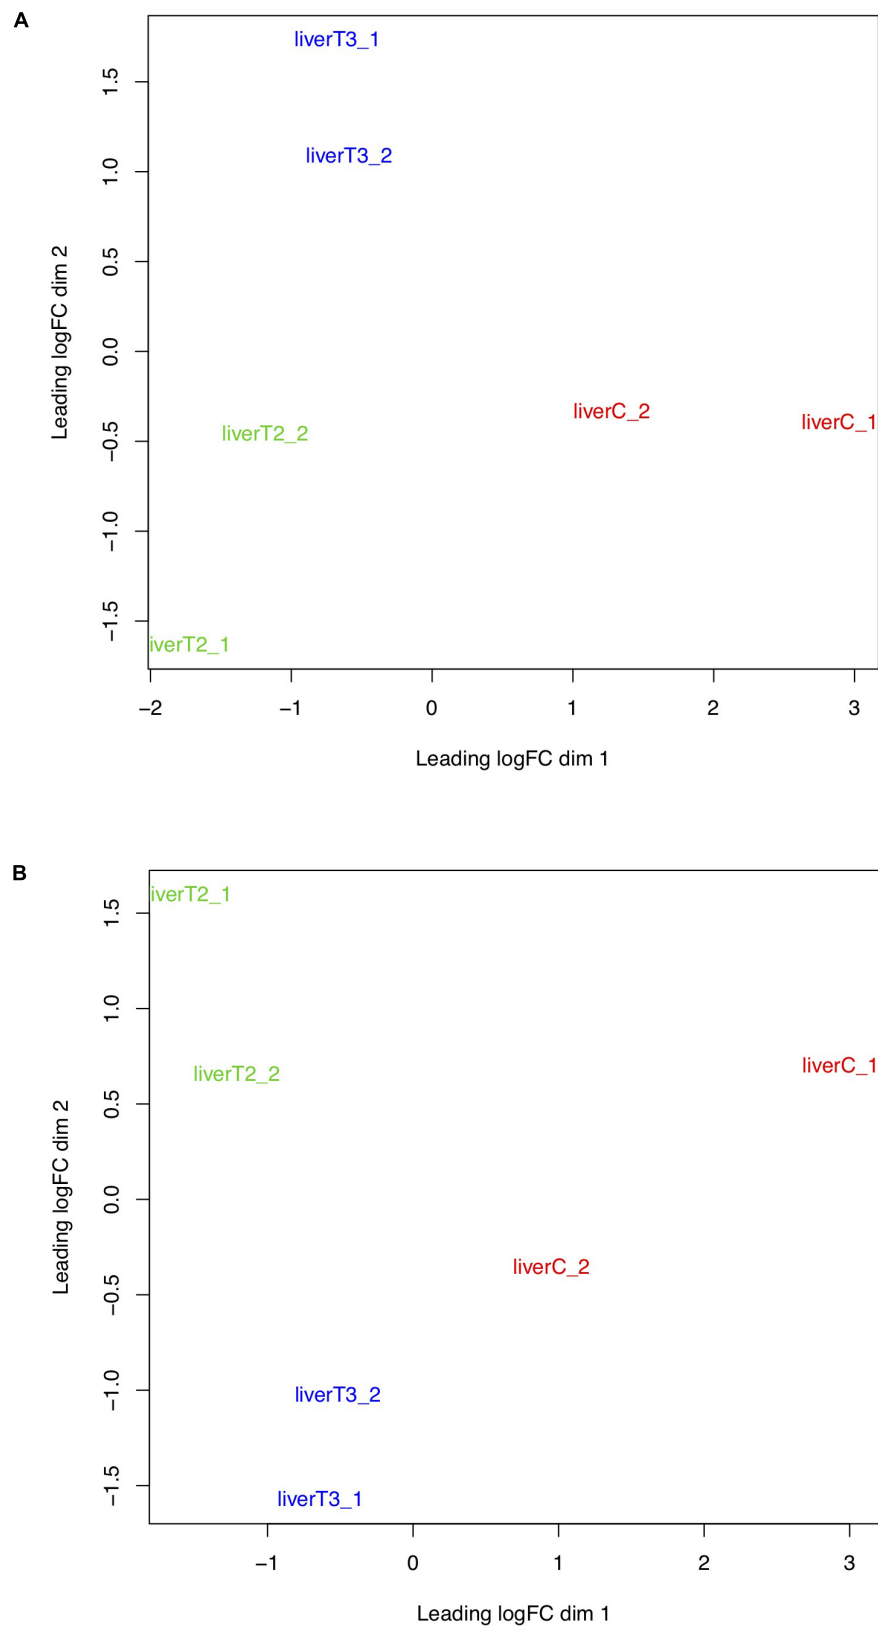 A
liverT3_1
1.5
liverT3_2
1.0
0.5
Leading logFC dim 2
0.0
liverC_2
liverC_1
liverT2_2
−0.5
−1.0
−1.5
iverT2_1
−2 −1 0 1 2 3
Leading logFC dim 1
B
iverT2_1
1.5
1.0
liverC_1
liverT2_2
0.5
Leading logFC dim 2
0.0
liverC_2
−0.5
−1.0
liverT3_2
−1.5
liverT3_1
−1 0 1 2 3
Leading logFC dim 1